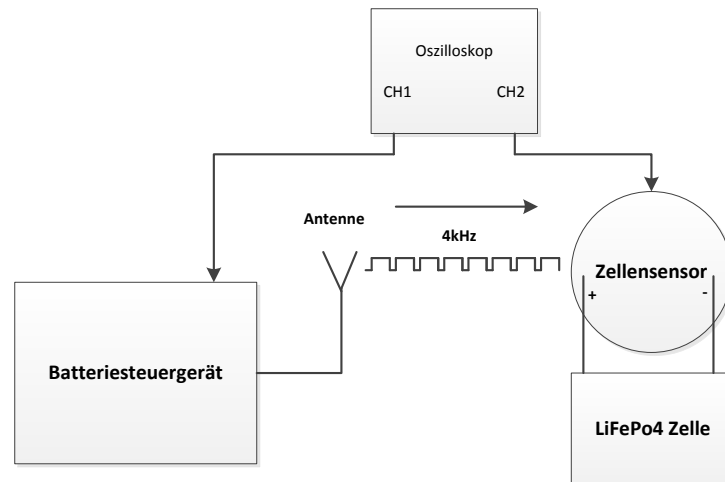 Oszilloskop
CH1 CH2
Antenne
4kHz
Zellensensor
+ -
Batteriesteuergerät
LiFePo4 Zelle